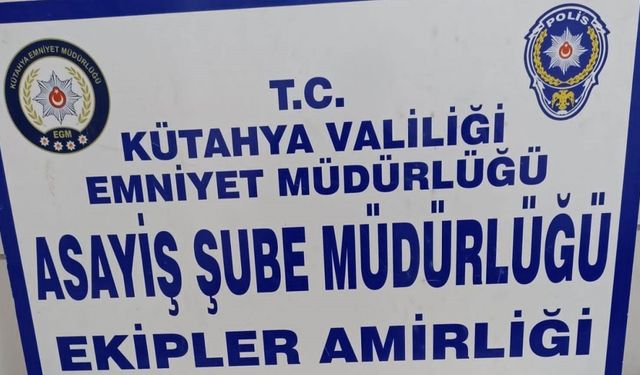 KÜTAHYA EMNİYET MÜDÜRLÜĞÜ
EGM
POLİS
T.C.
KÜTAHYA VALİLİĞİ
EMNİYET MÜDÜRLÜĞÜ
ASAYİŞ ŞUBE MÜDÜRLÜĞÜ
EKİPLER AMİRLİĞİ